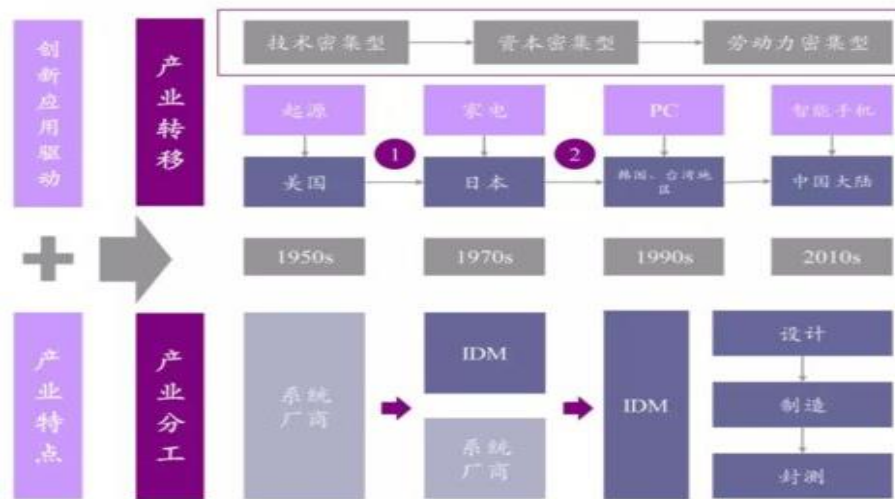 技术密集型
资本密集型
劳动力密集型
创新应用驱动
产业转移
起源
家电
PC
智能手机
1
2
美国
日本
韩国、台湾地
区
中国大陆
1950s
1970s
1990s
2010s
产业特点
产业分工
系统
厂商
IDM
系统
厂商
IDM
设计
制造
封测